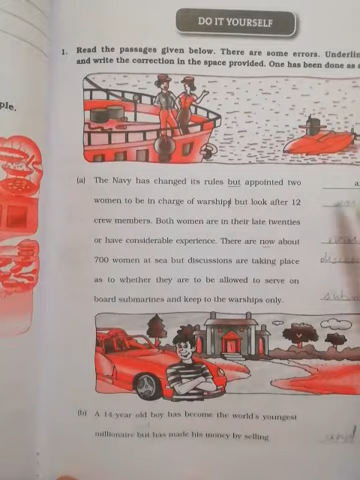 DO IT YOURSELF
1. Read the passages given below. There are some errors. Underlin
and write the correction in the space provided. One has been done as
ple.
(a) The Navy has changed its rules but appointed two
women to be in charge of warship but look after 12
crew members. Both women are in their late twenties
or have considerable experience. There are now about
700 women at sea but discussions are taking place
as to whether they are to be allowed to serve on
board submarines and keep to the warships only.
(b) A 14-year old boy has become the world's youngest
millionaire but has made his money by selling
and